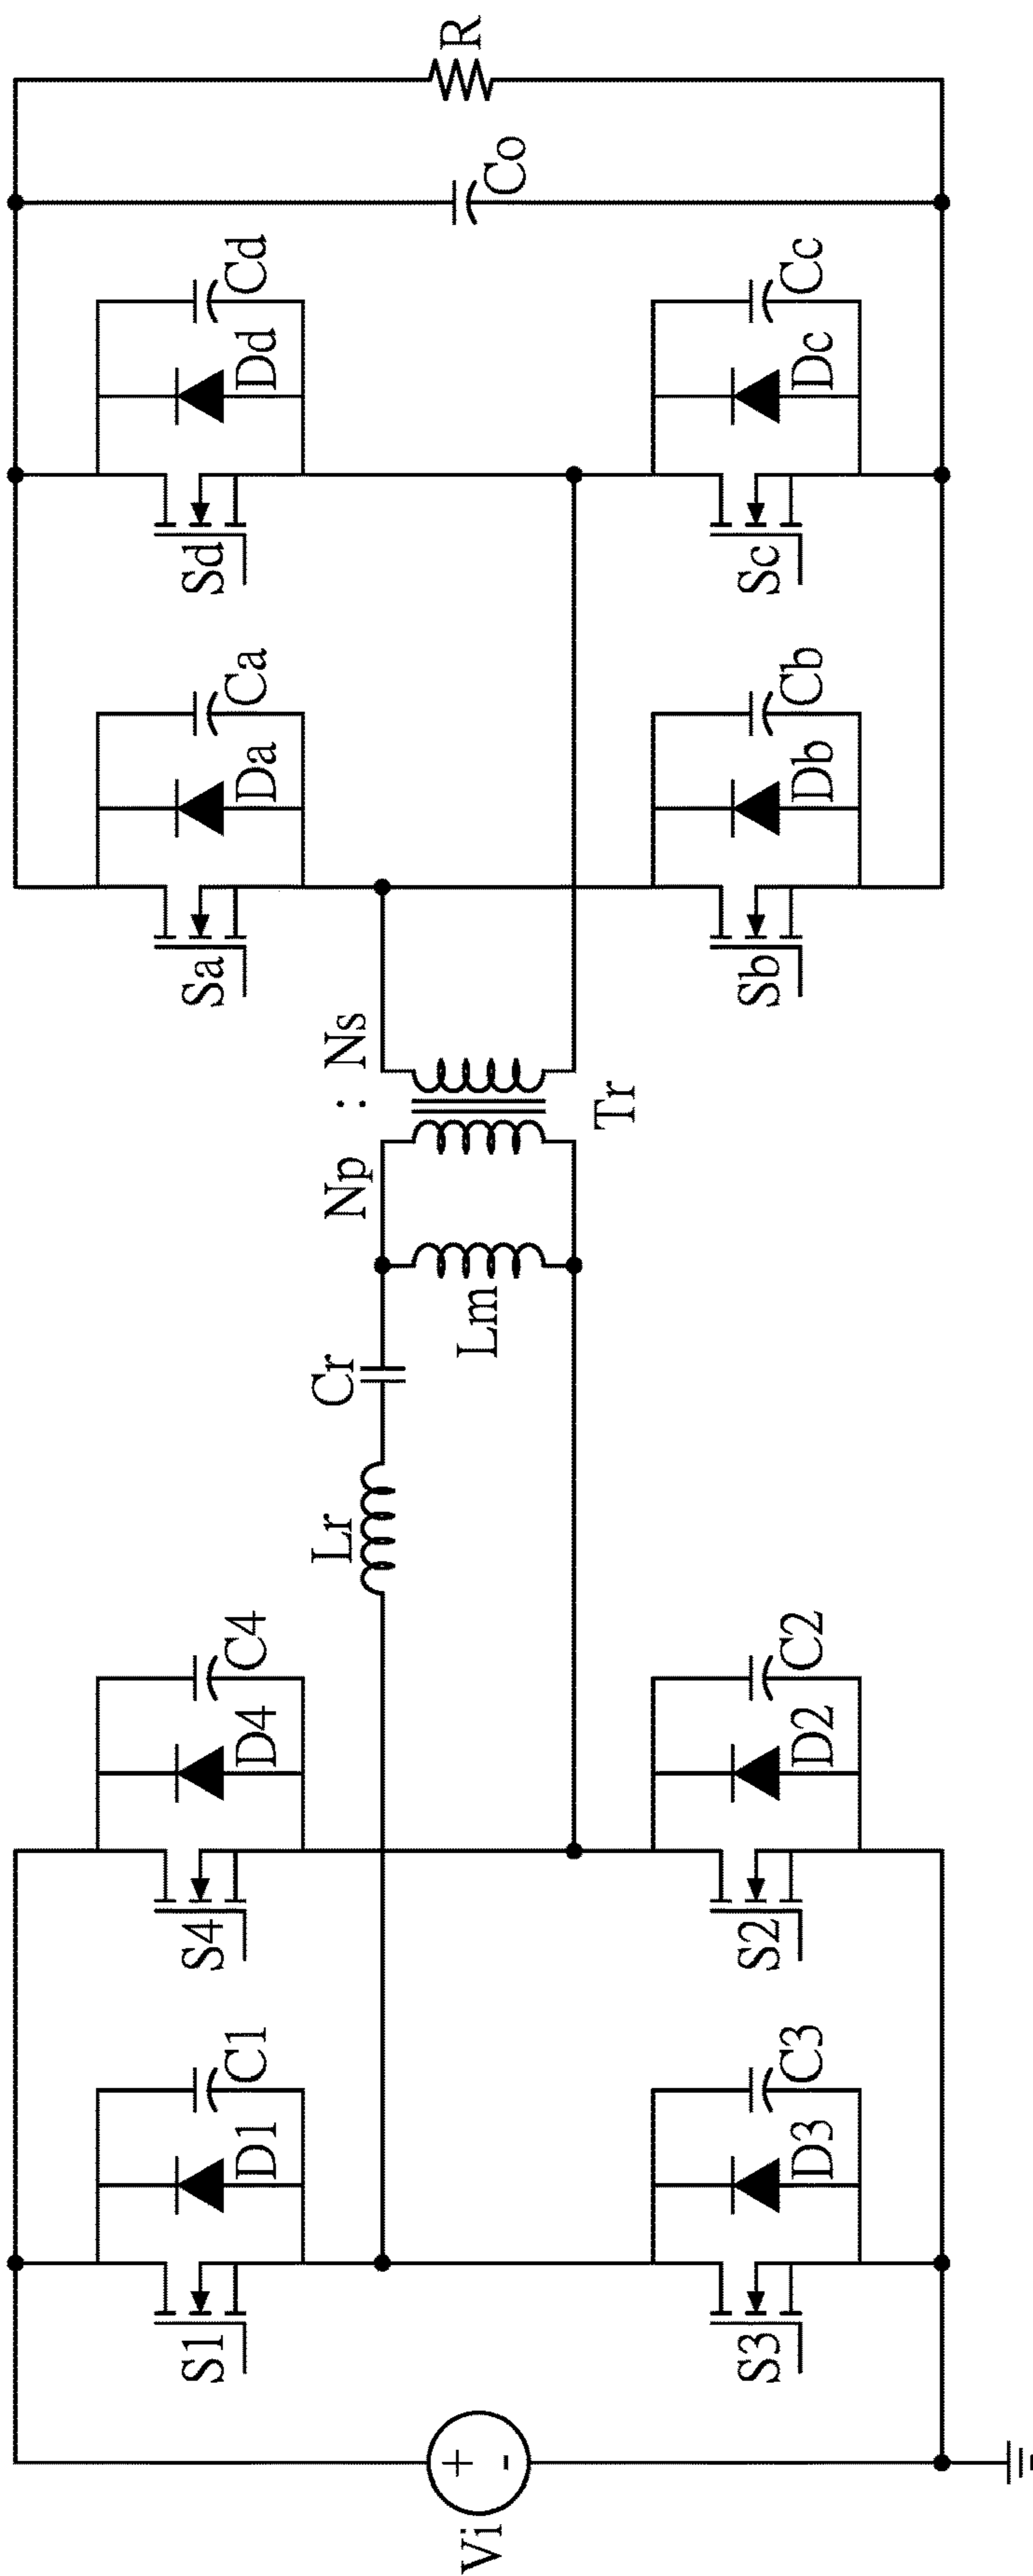 Vi
+
-
S1
D1
C1
S4
D4
C4
S3
D3
C3
S2
D2
C2
Lr
Cr
Lm
Np : Ns
Tr
Sa
Da
Ca
Sd
Dd
Cd
Sb
Db
Cb
Sc
Dc
Cc
Co
R